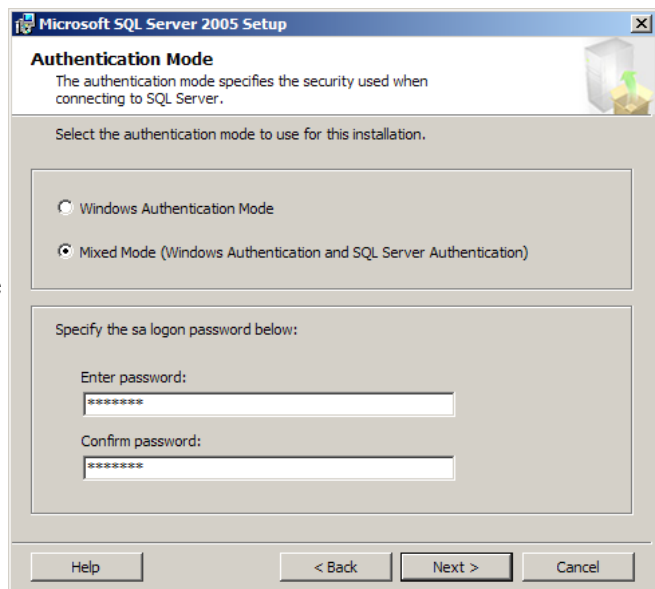 Microsoft SQL Server 2005 Setup
Authentication Mode
The authentication mode specifies the security used when
connecting to SQL Server.
Select the authentication mode to use for this installation.
Windows Authentication Mode
Mixed Mode (Windows Authentication and SQL Server Authentication)
Specify the sa logon password below:
Enter password:
*******
Confirm password:
*******
Help
< Back
Next >
Cancel